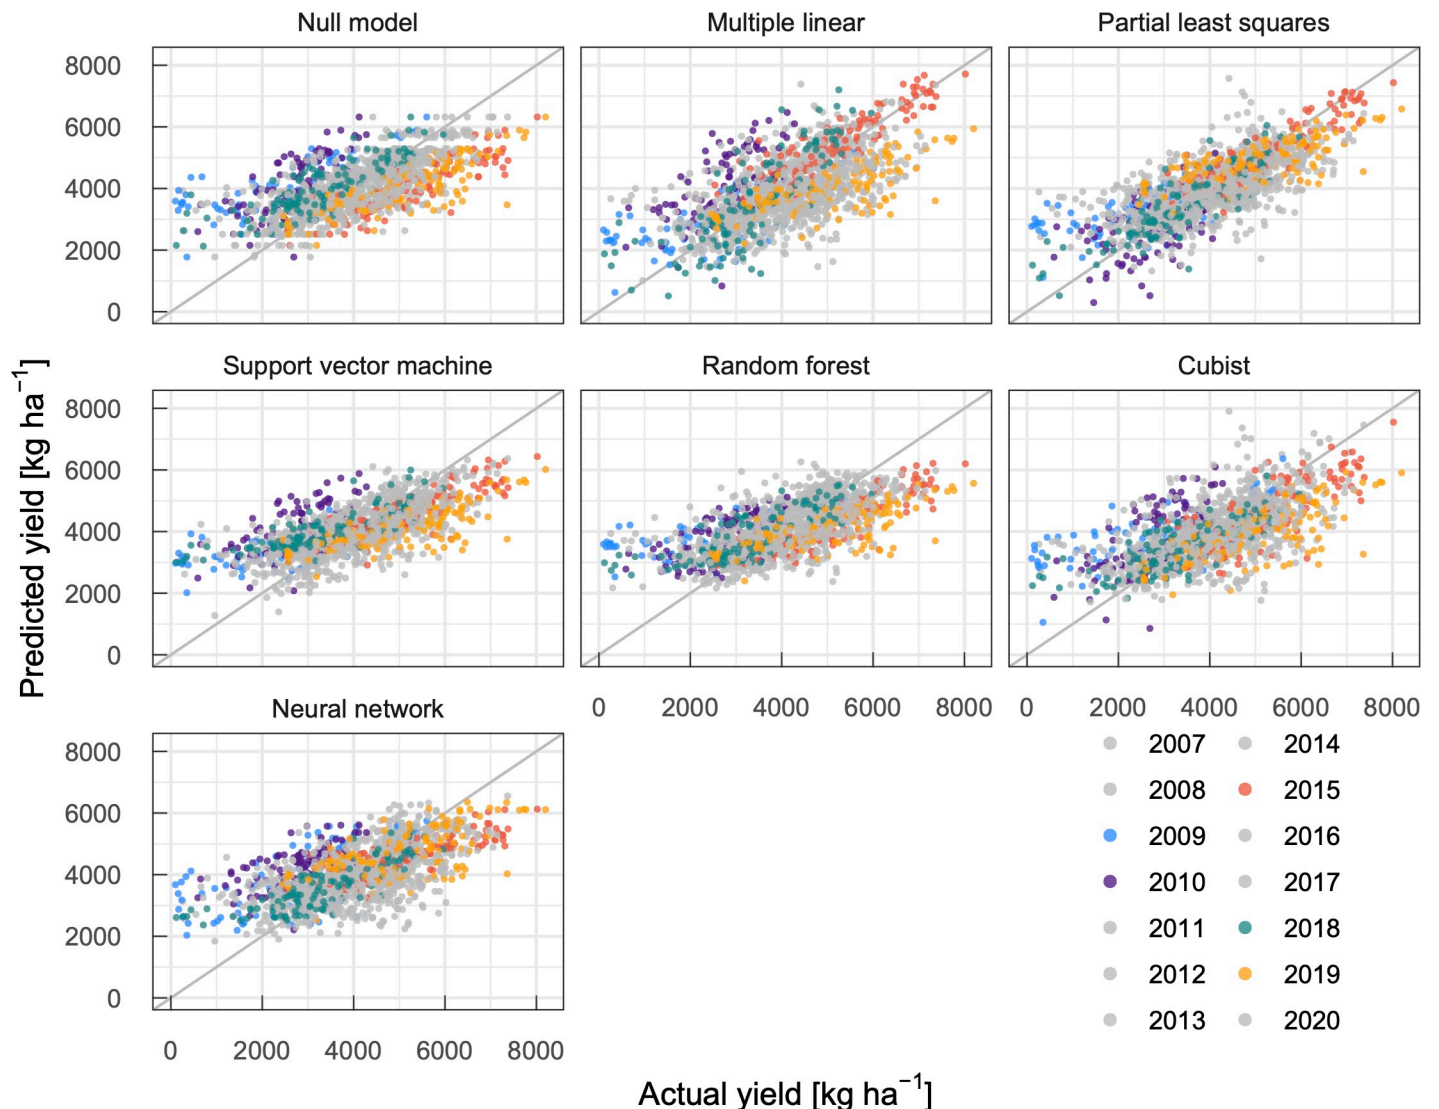 Null model
Multiple linear
Partial least squares
8000
6000
4000
2000
0
Support vector machine
Random forest
Cubist
8000
6000
4000
2000
0
0 2000 4000 6000 8000
0 2000 4000 6000 8000
Neural network
8000
6000
4000
2000
0
0 2000 4000 6000 8000
Predicted yield [kg ha⁻¹]
Actual yield [kg ha⁻¹]
2007 2014
2008 2015
2009 2016
2010 2017
2011 2018
2012 2019
2013 2020